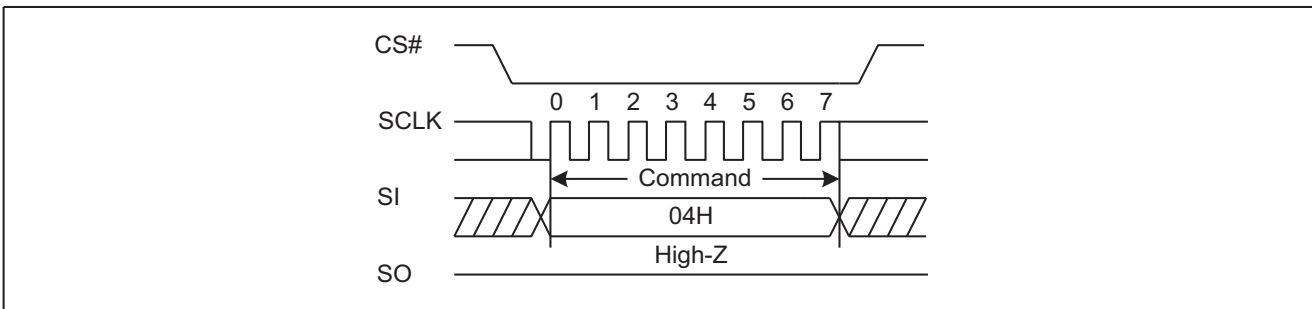 CS#
0 1 2 3 4 5 6 7
SCLK
Command
SI
04H
High-Z
SO